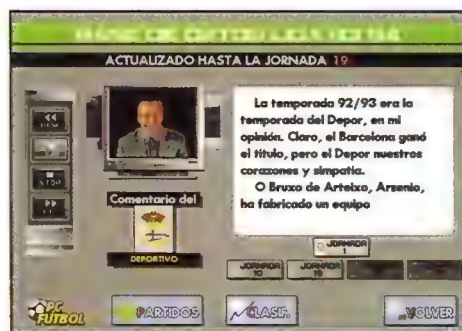 ACTUALIZADO HASTA LA JORNADA 19
La temporada 92/93 era la
temporada del Depor, en mi
opinión. Claro, el Barcelona ganó
el título, pero el Depor nuestros
corazones y simpatía.
O Bruxo de Arteixo, Arsenio,
ha fabricado un equipo
STOP
Comentario del
DEPORTIVO
JORNADA
1
JORNADA
10
JORNADA
19
PC
FÚTBOL
PARTIDOS
CLASIF.
VOLVER